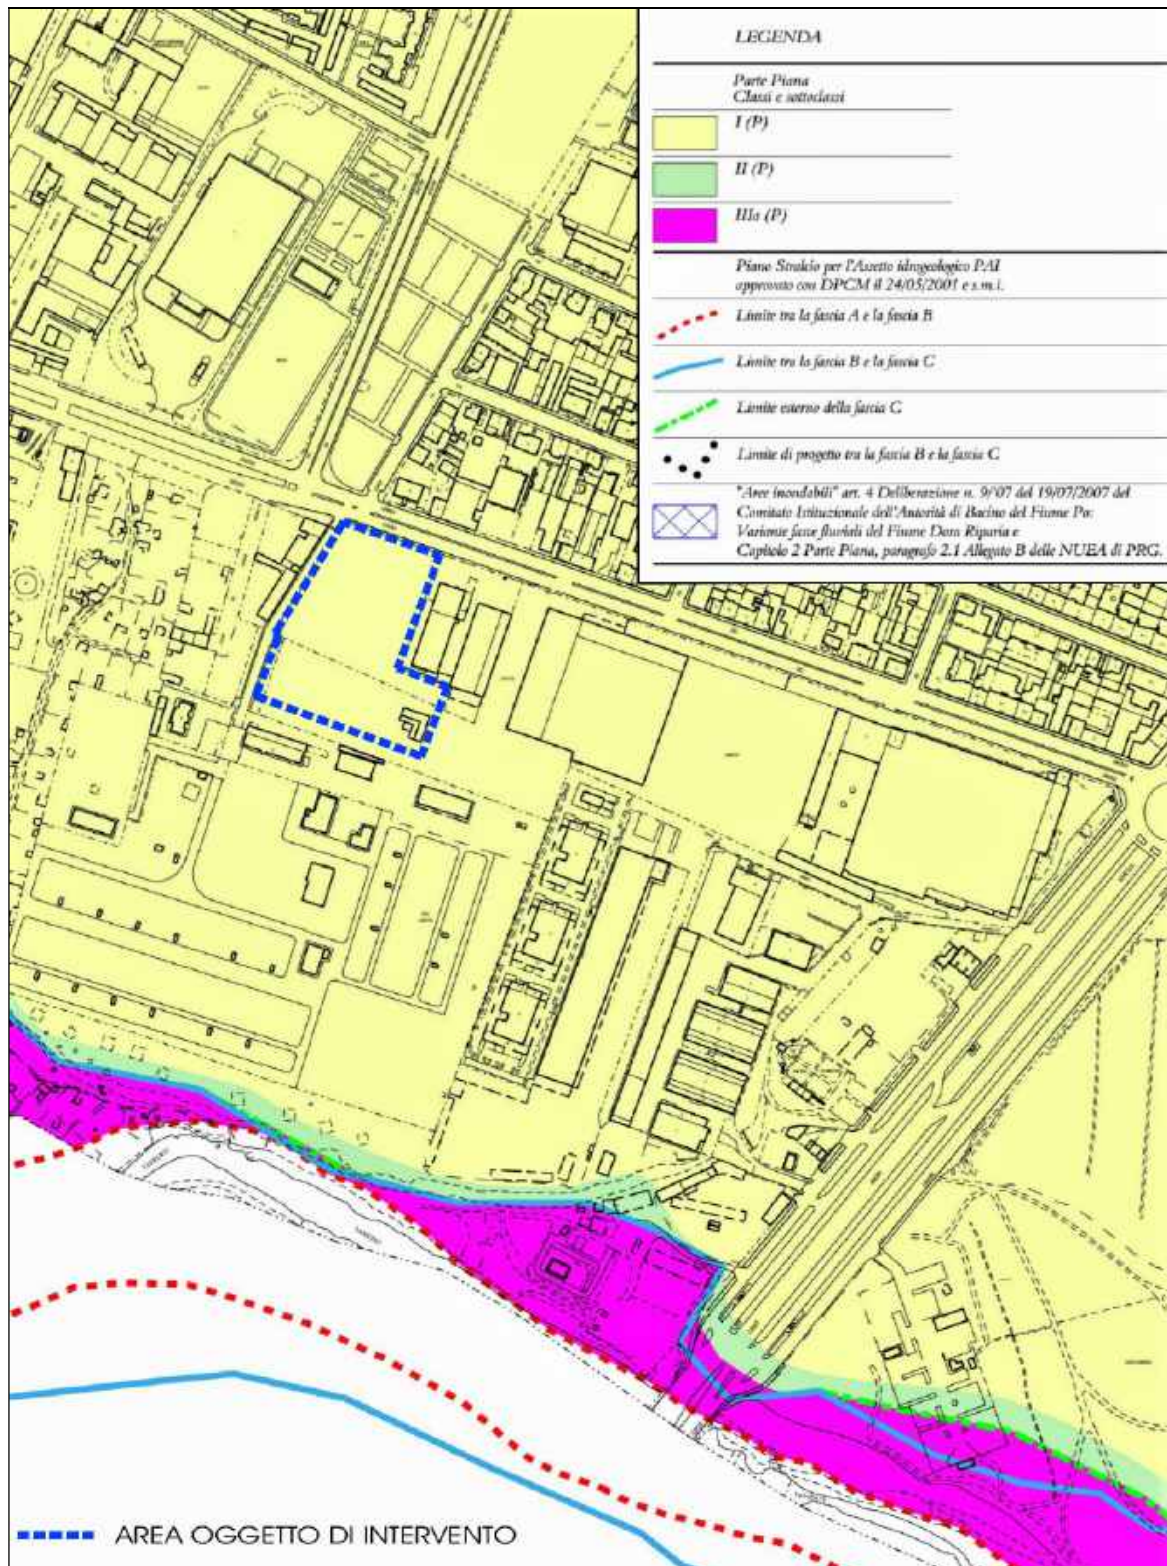 LEGENDA
Parte Piana
Classi e sottoclassi
I (P)
II (P)
IIIa (P)
Piano Stralcio per l'Assetto idrogeologico PAI
approvato con DPCM il 24/05/2001 e s.m.i.
Limite tra la fascia A e la fascia B
Limite tra la fascia B e la fascia C
Limite esterno della fascia C
Limite di progetto tra la fascia B e la fascia C
"Aree inondabili" art. 4 Deliberazione n. 9/07 del 19/07/2007 del
Comitato Istituzionale dell'Autorità di Bacino del Fiume Po:
Variante fasce fluviali del Fiume Dora Riparia e
Capitolo 2 Parte Piana, paragrafo 2.1 Allegato B delle NUEA di PRG.
AREA OGGETTO DI INTERVENTO